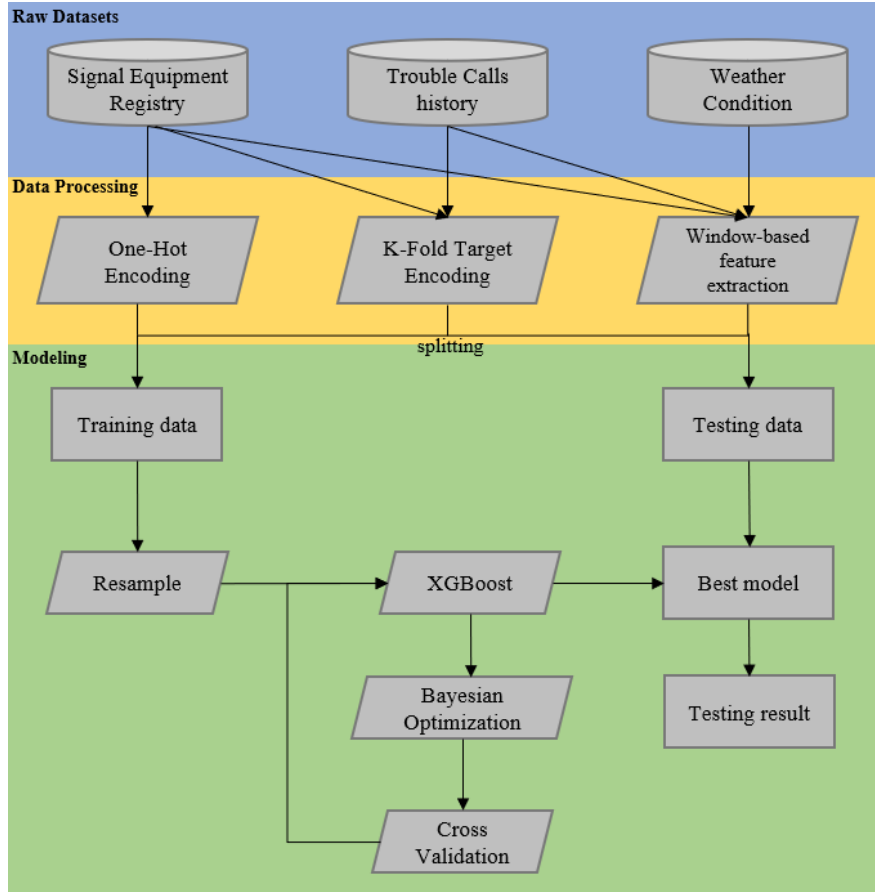 Raw Datasets
Signal Equipment
Registry
Trouble Calls
history
Weather
Condition
Data Processing
One-Hot
Encoding
K-Fold Target
Encoding
Window-based
feature
extraction
splitting
Modeling
Training data
Testing data
Resample
XGBoost
Best model
Bayesian
Optimization
Testing result
Cross
Validation